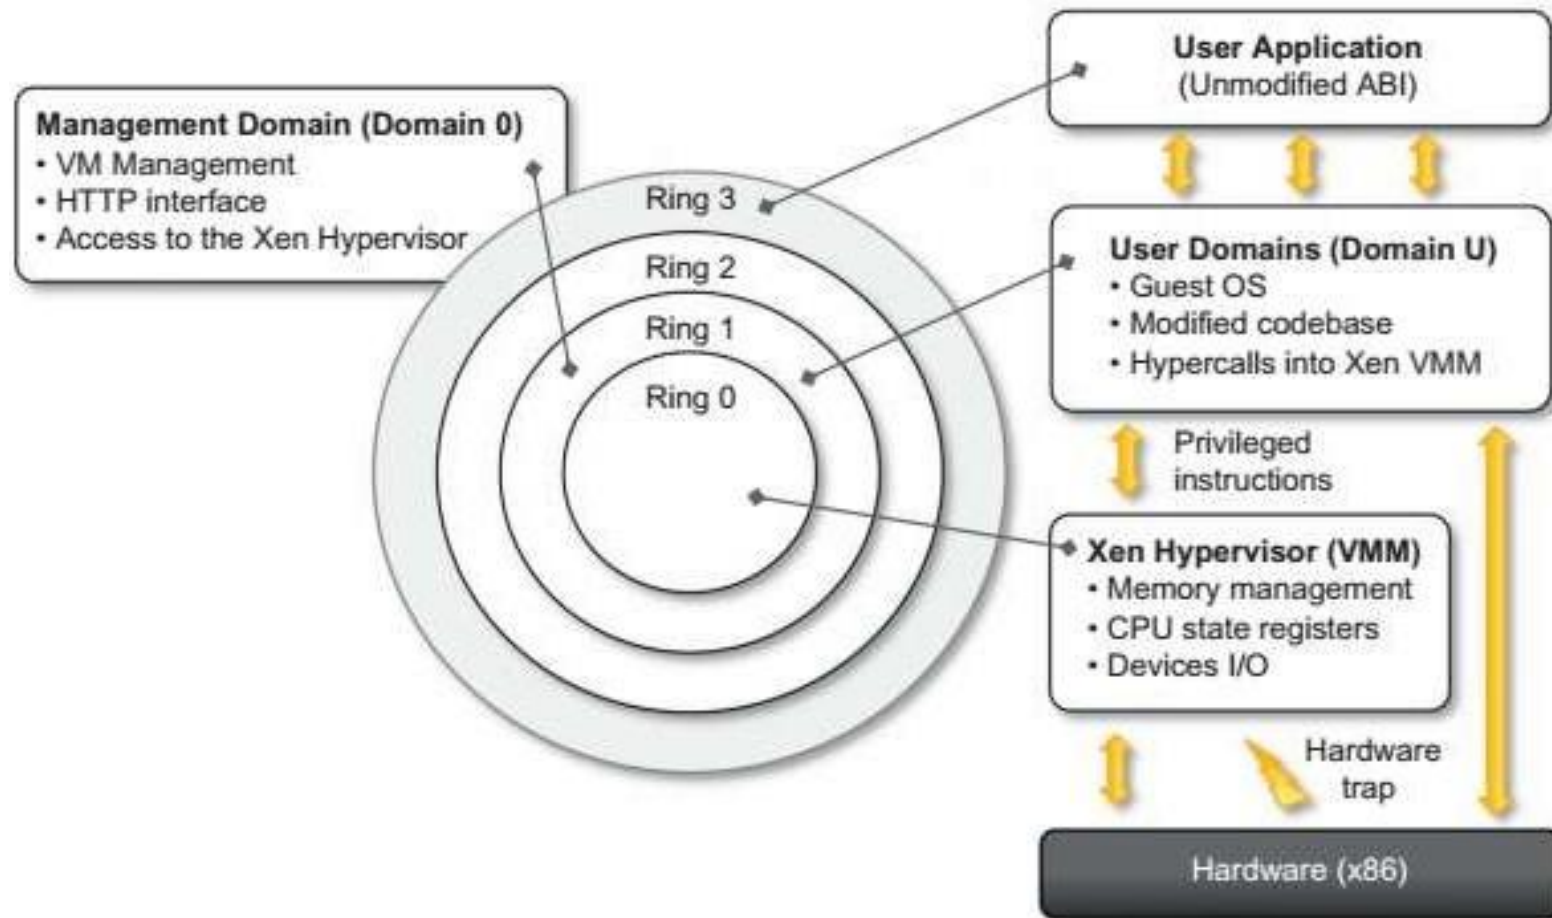 Management Domain (Domain 0)
• VM Management
• HTTP interface
• Access to the Xen Hypervisor
Ring 3
Ring 2
Ring 1
Ring 0
User Application
(Unmodified ABI)
User Domains (Domain U)
• Guest OS
• Modified codebase
• Hypercalls into Xen VMM
Privileged
instructions
Xen Hypervisor (VMM)
• Memory management
• CPU state registers
• Devices I/O
Hardware
trap
Hardware (x86)